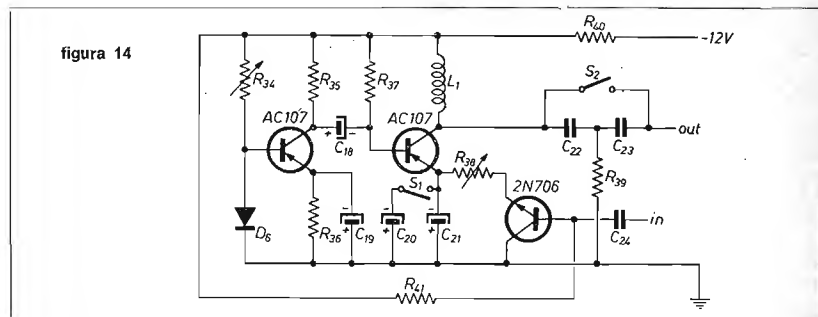 figura 14
R40
-12V
S2
R34
R35
R37
L1
AC107
AC107
+
-
C18
C22
C23
out
R38
S1
2N706
R39
D6
R36
-
+
C19
-
+
C20
-
+
C21
C24
in
R41